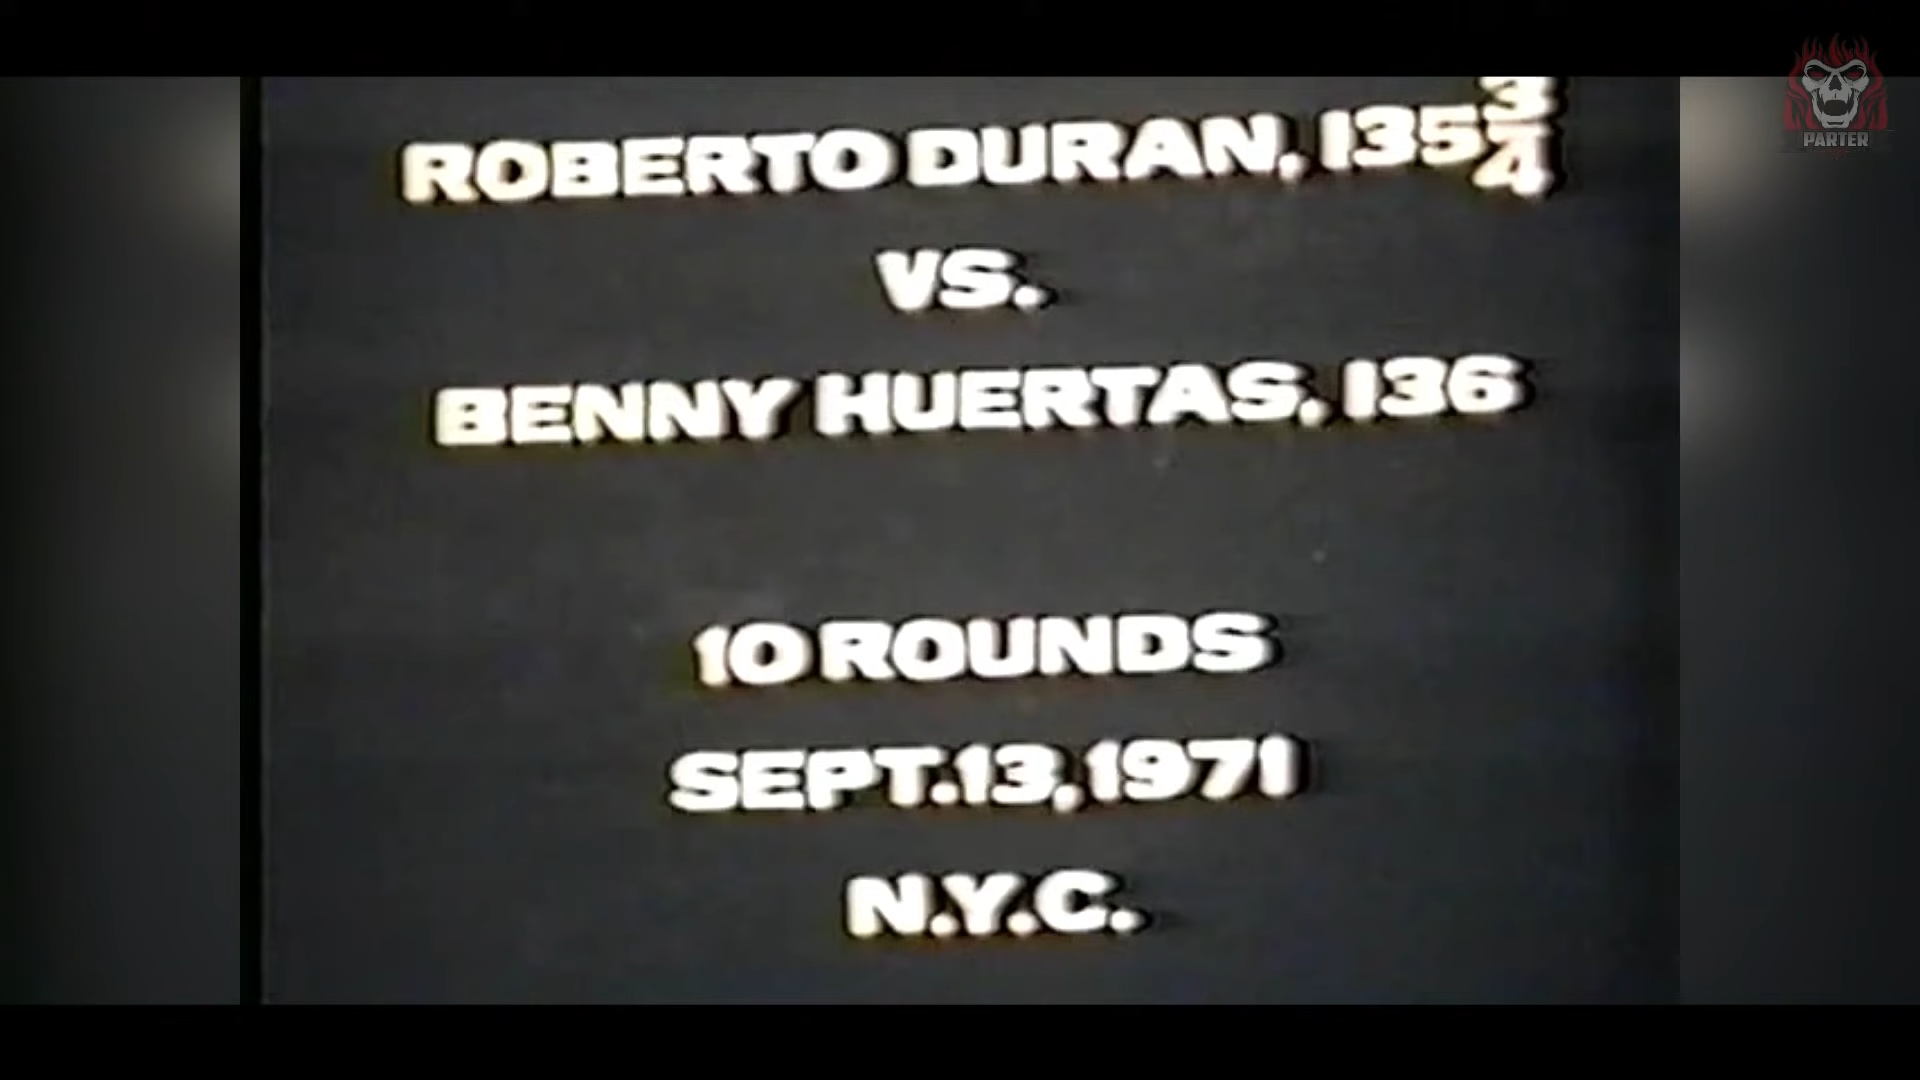 ROBERTO DURAN, 135 3/4
VS.
BENNY HUERTAS, 136
10 ROUNDS
SEPT.13,1971
N.Y.C.
PARTER